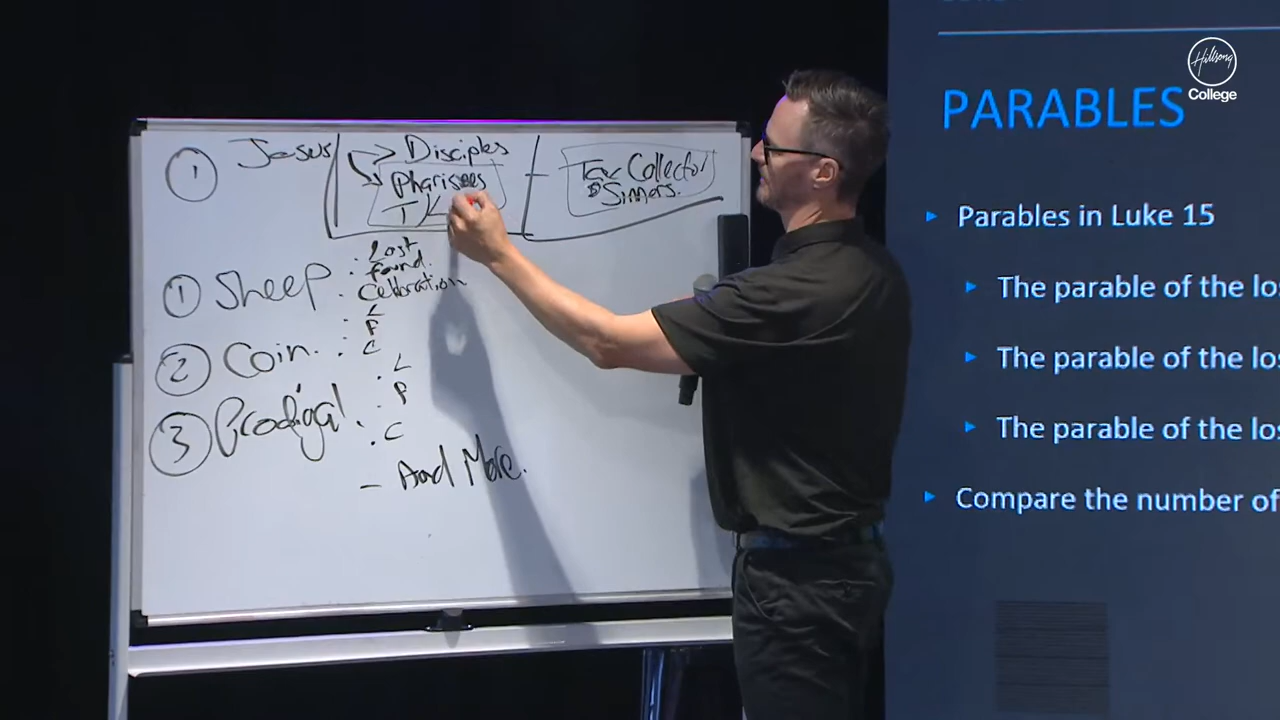 ① Jesus
Disciples
Pharisees
T/L
Tax Collector
Sinners.
① Sheep
Lost
found.
Celbration
② Coin.
L
F
C
③ Prodigal
L
F
C
- And More.
Hillsong
College
PARABLES
Parables in Luke 15
The parable of the los
The parable of the los
The parable of the los
Compare the number of